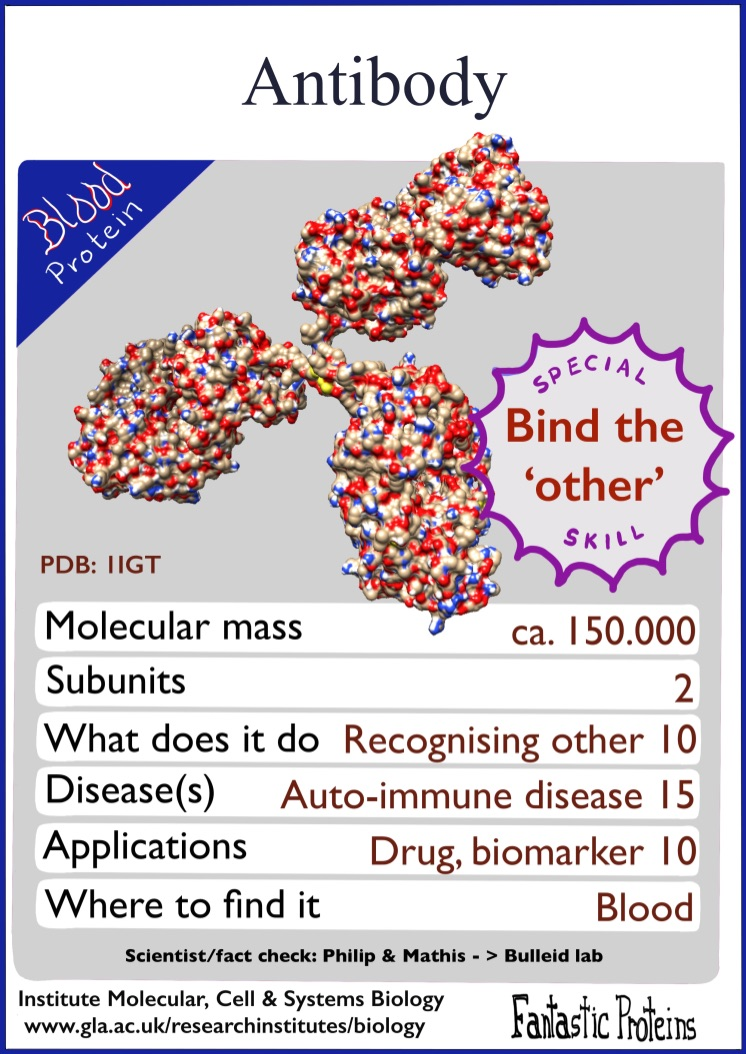 Antibody
Blood
Protein
SPECIAL
Bind the
‘other’
SKILL
PDB: 1IGT
Molecular mass ca. 150.000
Subunits 2
What does it do Recognising other 10
Disease(s) Auto-immune disease 15
Applications Drug, biomarker 10
Where to find it Blood
Scientist/fact check: Philip & Mathis - > Bulleid lab
Institute Molecular, Cell & Systems Biology
www.gla.ac.uk/researchinstitutes/biology
Fantastic Proteins